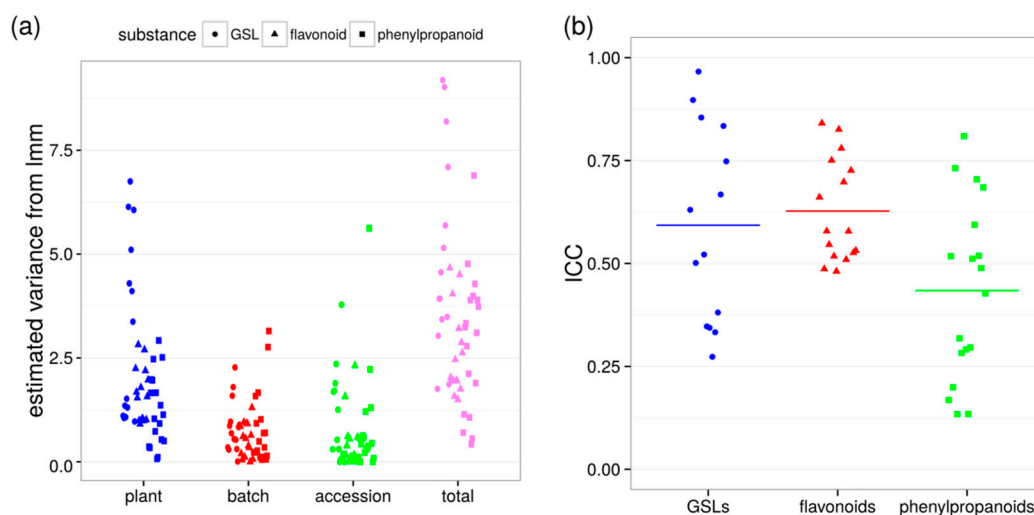 (a)
substance GSL flavonoid phenylpropanoid
estimated variance from lmm
7.5
5.0
2.5
0.0
plant batch accession total
(b)
ICC
1.00
0.75
0.50
0.25
0.00
GSLs flavonoids phenylpropanoids